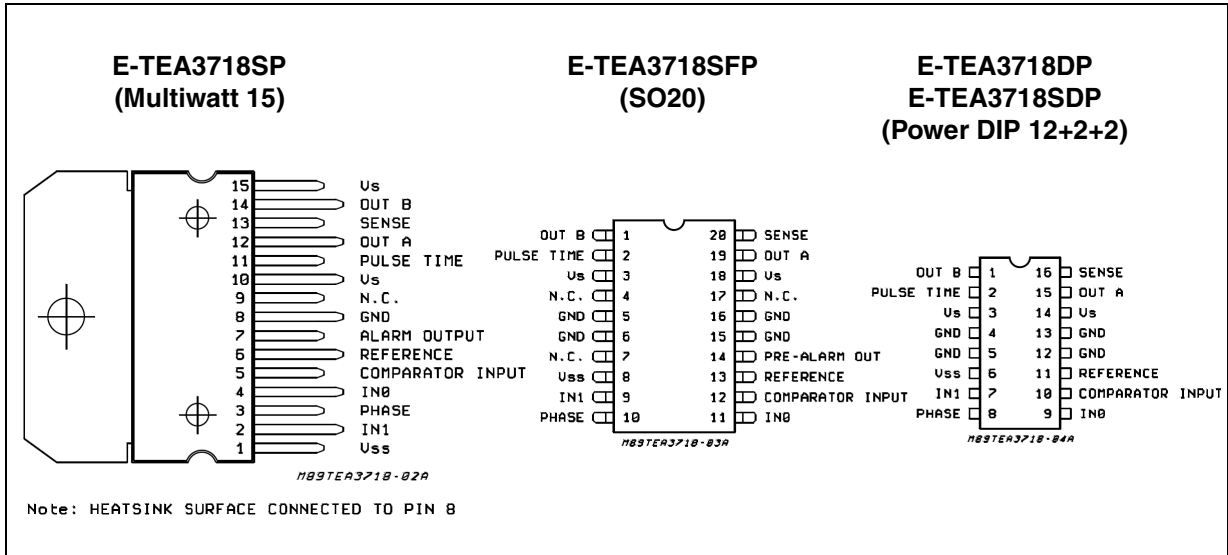 E-TEA3718SP
(Multiwatt 15)
15 Vs
14 OUT B
13 SENSE
12 OUT A
11 PULSE TIME
10 Vs
9 N.C.
8 GND
7 ALARM OUTPUT
6 REFERENCE
5 COMPARATOR INPUT
4 IN0
3 PHASE
2 IN1
1 Vss
M89TEA3718-02A
Note: HEATSINK SURFACE CONNECTED TO PIN 8
E-TEA3718SFP
(SO20)
OUT B 1 20 SENSE
PULSE TIME 2 19 OUT A
Vs 3 18 Vs
N.C. 4 17 N.C.
GND 5 16 GND
GND 6 15 GND
N.C. 7 14 PRE-ALARM OUT
Vss 8 13 REFERENCE
IN1 9 12 COMPARATOR INPUT
PHASE 10 11 IN0
M89TEA3718-03A
E-TEA3718DP
E-TEA3718SDP
(Power DIP 12+2+2)
OUT B 1 16 SENSE
PULSE TIME 2 15 OUT A
Vs 3 14 Vs
GND 4 13 GND
GND 5 12 GND
Vss 6 11 REFERENCE
IN1 7 10 COMPARATOR INPUT
PHASE 8 9 IN0
M89TEA3718-04A